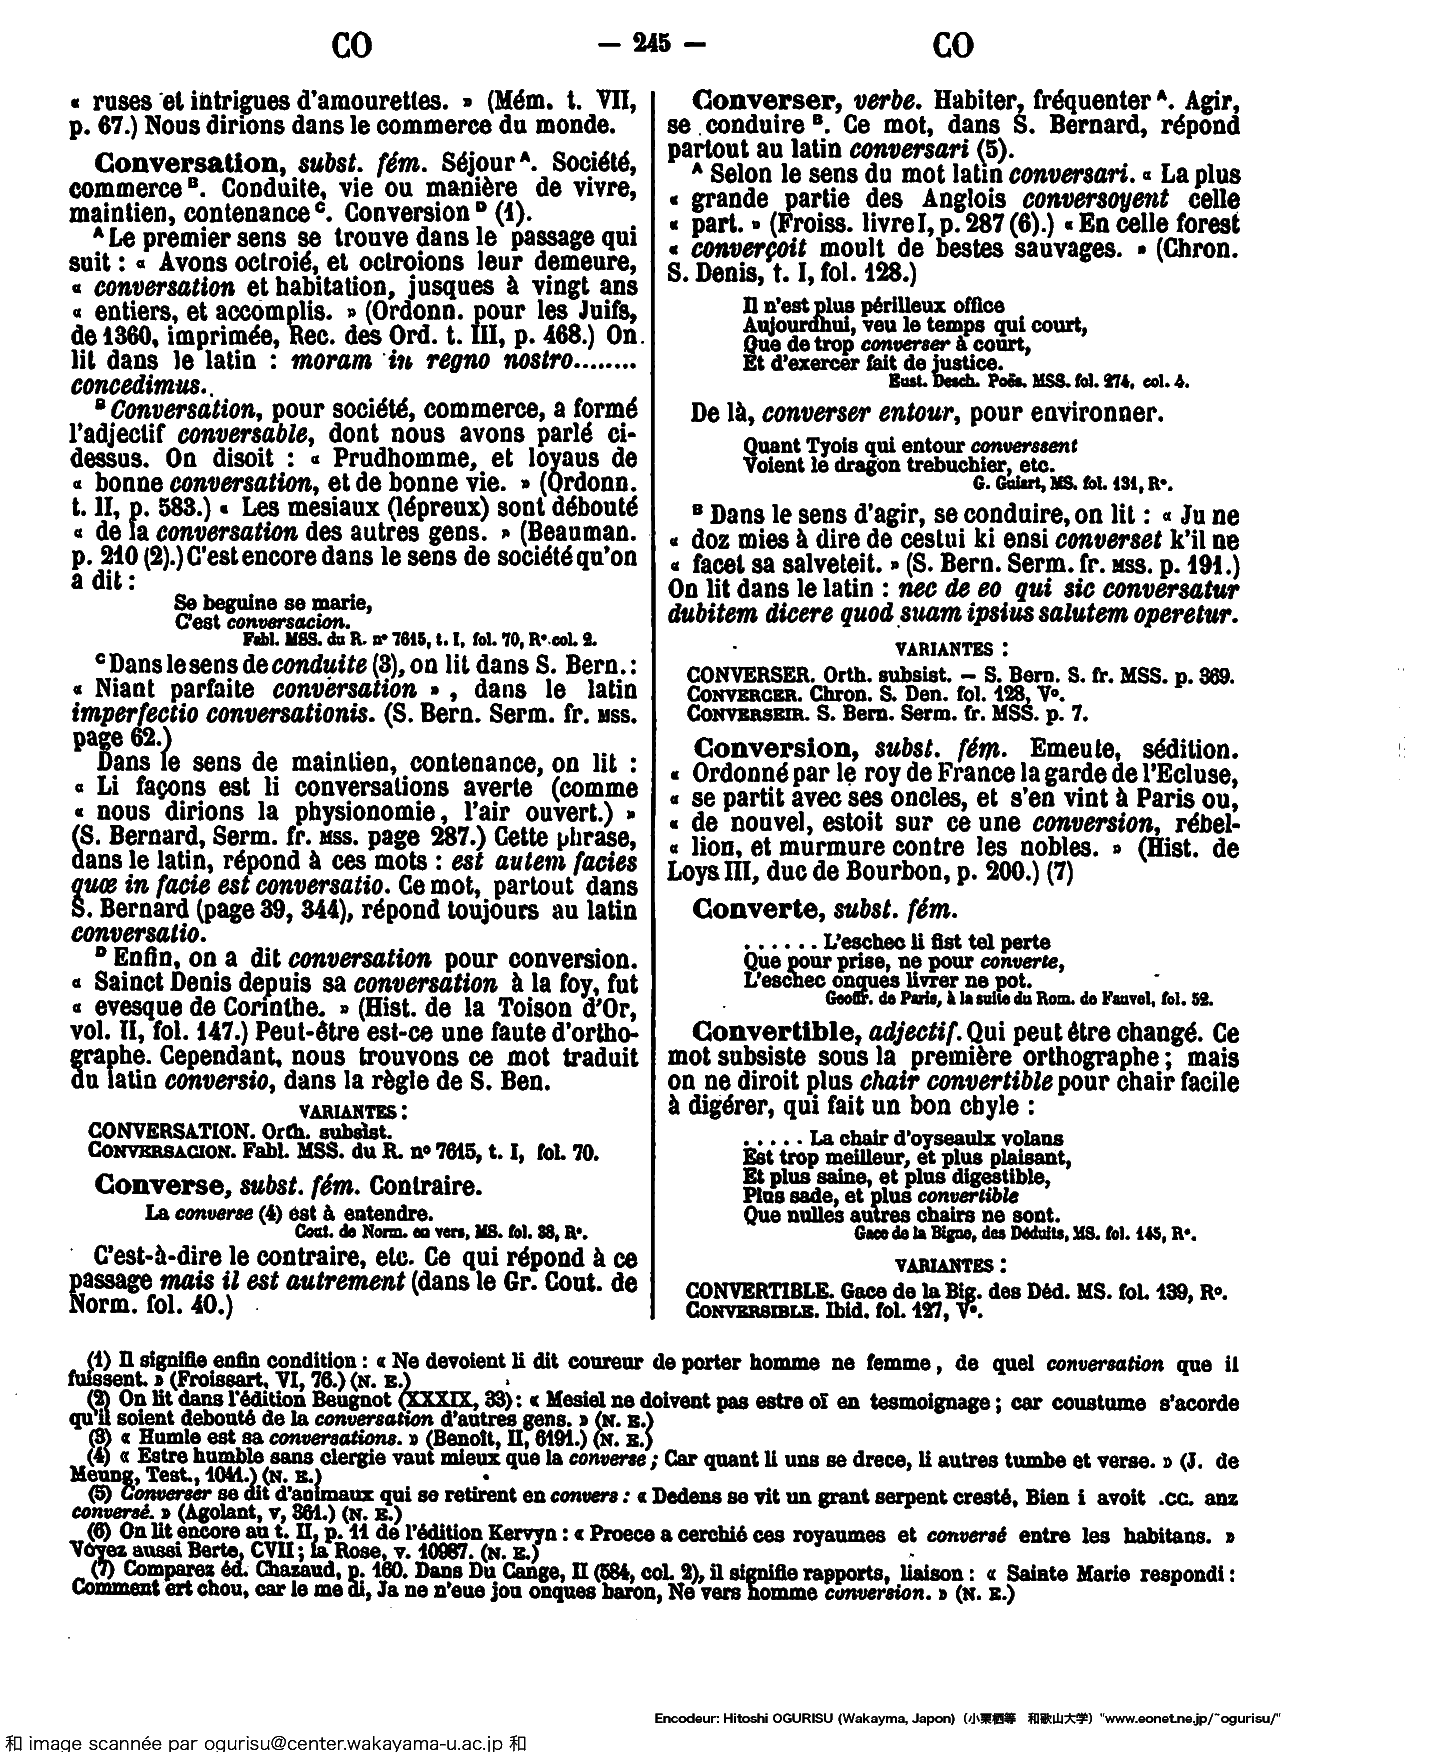 CO — 245 — CO
« ruses et intrigues d'amourettes. » (Mém. t. VII,
p. 67.) Nous dirions dans le commerce du monde.
Conversation, subst. fém. Séjour ᴬ. Société,
commerce ᴮ. Conduite, vie ou manière de vivre,
maintien, contenance ᶜ. Conversion ᴰ (1).
ᴬ Le premier sens se trouve dans le passage qui
suit : « Avons octroié, et octroions leur demeure,
« conversation et habitation, jusques à vingt ans
« entiers, et accomplis. » (Ordonn. pour les Juifs,
de 1360, imprimée, Rec. des Ord. t. III, p. 468.) On
lit dans le latin : moram in regno nostro........
concedimus.
ᴮ Conversation, pour société, commerce, a formé
l'adjectif conversable, dont nous avons parlé ci-
dessus. On disoit : « Prudhomme, et loyaus de
« bonne conversation, et de bonne vie. » (Ordonn.
t. II, p. 583.) « Les mesiaux (lépreux) sont débouté
« de la conversation des autres gens. » (Beauman.
p. 210 (2).) C'est encore dans le sens de société qu'on
a dit :
Se beguine se marie,
C'est conversacion.
Fabl. MSS. du R. nº 7615, t. I, fol. 70, Rº. col. 2.
ᶜ Dans le sens de conduite (3), on lit dans S. Bern. :
« Niant parfaite conversation » , dans le latin
imperfectio conversationis. (S. Bern. Serm. fr. MSS.
page 62.)
Dans le sens de maintien, contenance, on lit :
« Li façons est li conversations averte (comme
« nous dirions la physionomie, l'air ouvert.) »
(S. Bernard, Serm. fr. MSS. page 287.) Cette phrase,
dans le latin, répond à ces mots : est autem facies
quœ in facie est conversatio. Ce mot, partout dans
S. Bernard (page 39, 344), répond toujours au latin
conversatio.
ᴰ Enfin, on a dit conversation pour conversion.
« Sainct Denis depuis sa conversation à la foy, fut
« evesque de Corinthe. » (Hist. de la Toison d'Or,
vol. II, fol. 147.) Peut-être est-ce une faute d'ortho-
graphe. Cependant, nous trouvons ce mot traduit
du latin conversio, dans la règle de S. Ben.
VARIANTES :
CONVERSATION. Orth. subsist.
CONVERSACION. Fabl. MSS. du R. nº 7615, t. I, fol. 70.
Converse, subst. fém. Contraire.
La converse (4) est à entendre.
Cout. de Norm. en vers, MS. fol. 38, Rº.
C'est-à-dire le contraire, etc. Ce qui répond à ce
passage mais il est autrement (dans le Gr. Cout. de
Norm. fol. 40.)
Converser, verbe. Habiter, fréquenter ᴬ. Agir,
se conduire ᴮ. Ce mot, dans S. Bernard, répond
partout au latin conversari (5).
ᴬ Selon le sens du mot latin conversari. « La plus
« grande partie des Anglois conversoyent celle
« part. » (Froiss. livre I, p. 287 (6).) « En celle forest
« converçoit moult de bestes sauvages. » (Chron.
S. Denis, t. I, fol. 128.)
Il n'est plus périlleux office
Aujourdhui, veu le temps qui court,
Que de trop converser à court,
Et d'exercer fait de justice.
Eust. Desch. Poës. MSS. fol. 274, col. 4.
De là, converser entour, pour environner.
Quant Tyois qui entour converssent
Voient le dragon trebuchier, etc.
G. Guiart, MS. fol. 131, Rº.
ᴮ Dans le sens d'agir, se conduire, on lit : « Ju ne
« doz mies à dire de cestui ki ensi converset k'il ne
« facet sa salveteit. » (S. Bern. Serm. fr. MSS. p. 191.)
On lit dans le latin : nec de eo qui sic conversatur
dubitem dicere quod suam ipsius salutem operetur.
VARIANTES :
CONVERSER. Orth. subsist. — S. Bern. S. fr. MSS. p. 369.
CONVERCER. Chron. S. Den. fol. 128, Vº.
CONVERSEIR. S. Bern. Serm. fr. MSS. p. 7.
Conversion, subst. fém. Emeute, sédition.
« Ordonné par le roy de France la garde de l'Ecluse,
« se partit avec ses oncles, et s'en vint à Paris ou,
« de nouvel, estoit sur ce une conversion, rébel-
« lion, et murmure contre les nobles. » (Hist. de
Loys III, duc de Bourbon, p. 200.) (7)
Converte, subst. fém.
. . . . . . L'eschec li fist tel perte
Que pour prise, ne pour converte,
L'eschec onques livrer ne pot.
Geoffr. de Paris, à la suite du Rom. de Fauvel, fol. 52.
Convertible, adjectif. Qui peut être changé. Ce
mot subsiste sous la première orthographe ; mais
on ne diroit plus chair convertible pour chair facile
à digérer, qui fait un bon chyle :
. . . . . La chair d'oyseaulx volans
Est trop meilleur, et plus plaisant,
Et plus saine, et plus digestible,
Plus sade, et plus convertible
Que nulles autres chairs ne sont.
Gace de la Bigne, des Déduits, MS. fol. 145, Rº.
VARIANTES :
CONVERTIBLE. Gace de la Big. des Déd. MS. fol. 139, Rº.
CONVERSIBLE. Ibid. fol. 127, Vº.
(1) Il signifie enfin condition : « Ne devoient li dit coureur de porter homme ne femme, de quel conversation que il
fuissent. » (Froissart, VI, 76.) (N. E.)
(2) On lit dans l'édition Beugnot (XXXIX, 33) : « Mesiel ne doivent pas estre oï en tesmoignage ; car coustume s'acorde
qu'il soient debouté de la conversation d'autres gens. » (N. E.)
(3) « Humle est sa conversations. » (Benoît, II, 6191.) (N. E.)
(4) « Estre humble sans clergie vaut mieux que la converse ; Car quant li uns se drece, li autres tumbe et verse. » (J. de
Meung, Test., 1041.) (N. E.)
(5) Converser se dit d'animaux qui se retirent en convers : « Dedens se vit un grant serpent cresté, Bien i avoit .CC. anz
conversé. » (Agolant, v, 361.) (N. E.)
(6) On lit encore au t. II, p. 11 de l'édition Kervyn : « Proece a cerchié ces royaumes et conversé entre les habitans. »
Voyez aussi Berte, CVII ; la Rose, v. 10987. (N. E.)
(7) Comparez éd. Chazaud, p. 160. Dans Du Cange, II (584, col. 2), il signifie rapports, liaison : « Sainte Marie respondi :
Comment ert chou, car le me di, Ja ne n'eue jou onques baron, Ne vers homme conversion. » (N. E.)
Encodeur: Hitoshi OGURISU (Wakayma, Japon) (小栗栖等 和歌山大学) "www.eonet.ne.jp/~ogurisu/"
和 image scannée par ogurisu@center.wakayama-u.ac.jp 和